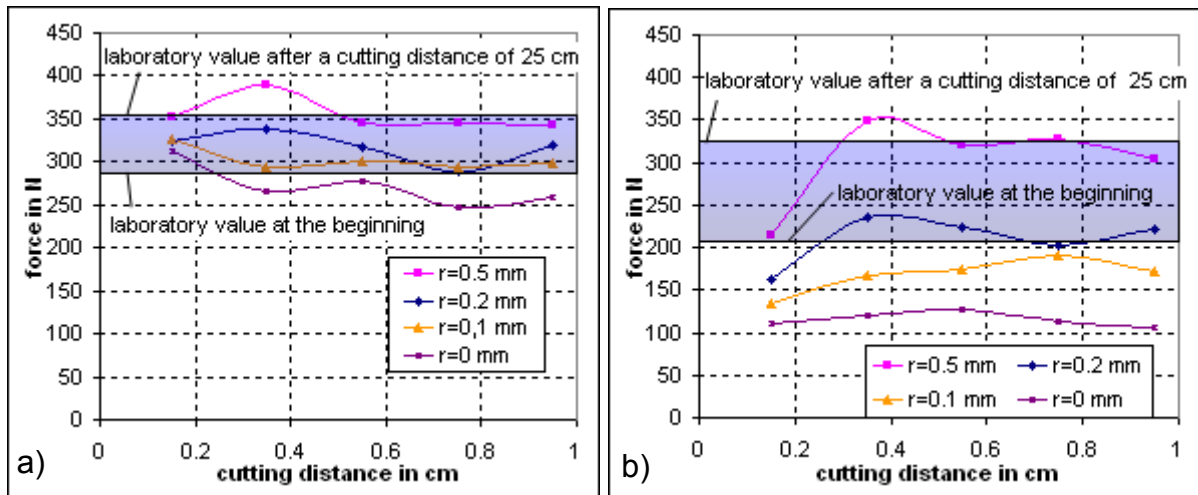 450
400
350
300
250
200
150
100
50
0
force in N
laboratory value after a cutting distance of 25 cm
laboratory value at the beginning
r=0.5 mm
r=0.2 mm
r=0,1 mm
r=0 mm
0 0.2 0.4 0.6 0.8 1
cutting distance in cm
a)
450
400
350
300
250
200
150
100
50
0
force in N
laboratory value after a cutting distance of 25 cm
laboratory value at the beginning
r=0.5 mm r=0.2 mm
r=0.1 mm r=0 mm
0 0.2 0.4 0.6 0.8 1
cutting distance in cm
b)